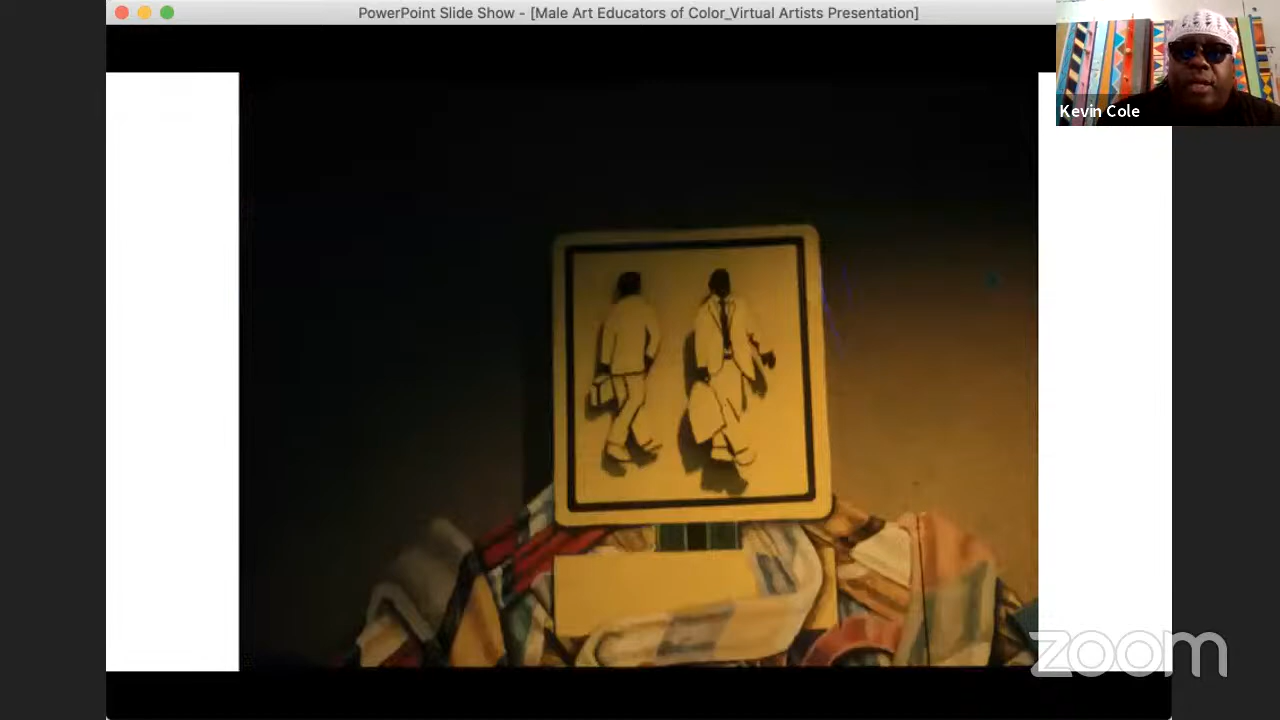 PowerPoint Slide Show - [Male Art Educators of Color_Virtual Artists Presentation]
Kevin Cole
zoom